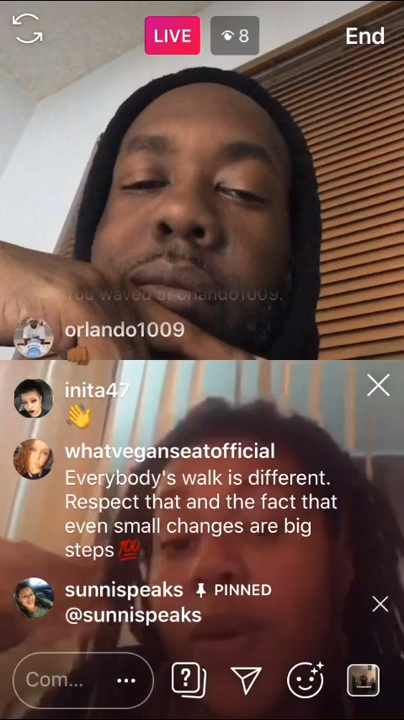 LIVE
8
End
You waved at orlando1009.
orlando1009
inita47
whatveganseatofficial
Everybody's walk is different.
Respect that and the fact that
even small changes are big
steps 💯
sunnispeaks PINNED
@sunnispeaks
Com...